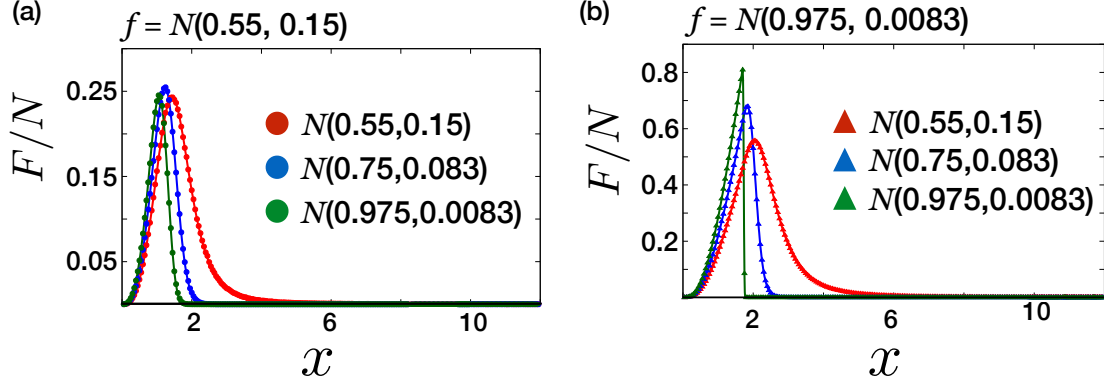 (a)
f = N(0.55, 0.15)
F/N
0.25
0.15
0.05
N(0.55,0.15)
N(0.75,0.083)
N(0.975,0.0083)
2 6 10
x
(b)
f = N(0.975, 0.0083)
F/N
0.8
0.6
0.4
0.2
N(0.55,0.15)
N(0.75,0.083)
N(0.975,0.0083)
2 6 10
x